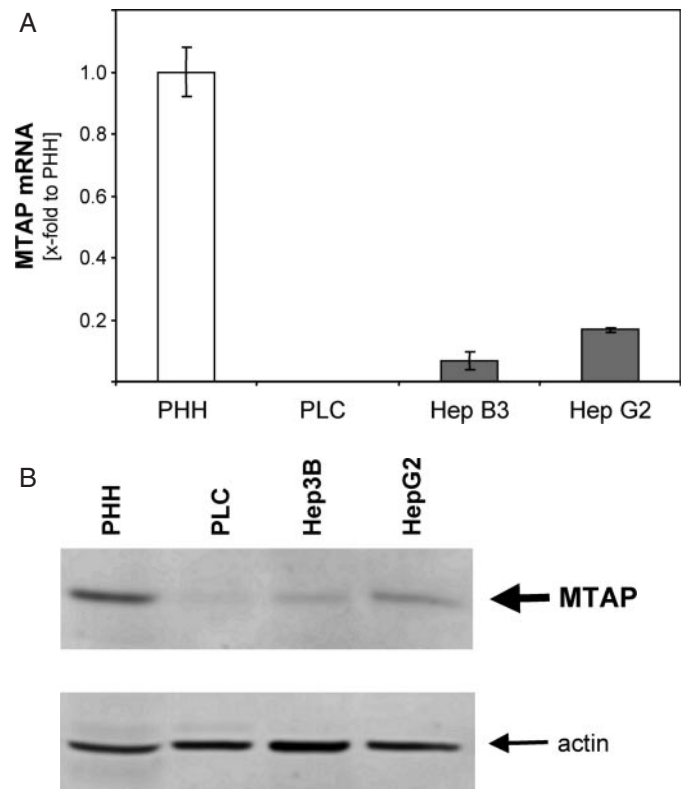 A
MTAP mRNA
[x-fold to PHH]
1.0
0.8
0.6
0.4
0.2
PHH PLC Hep B3 Hep G2
B
PHH PLC Hep3B HepG2
MTAP
actin